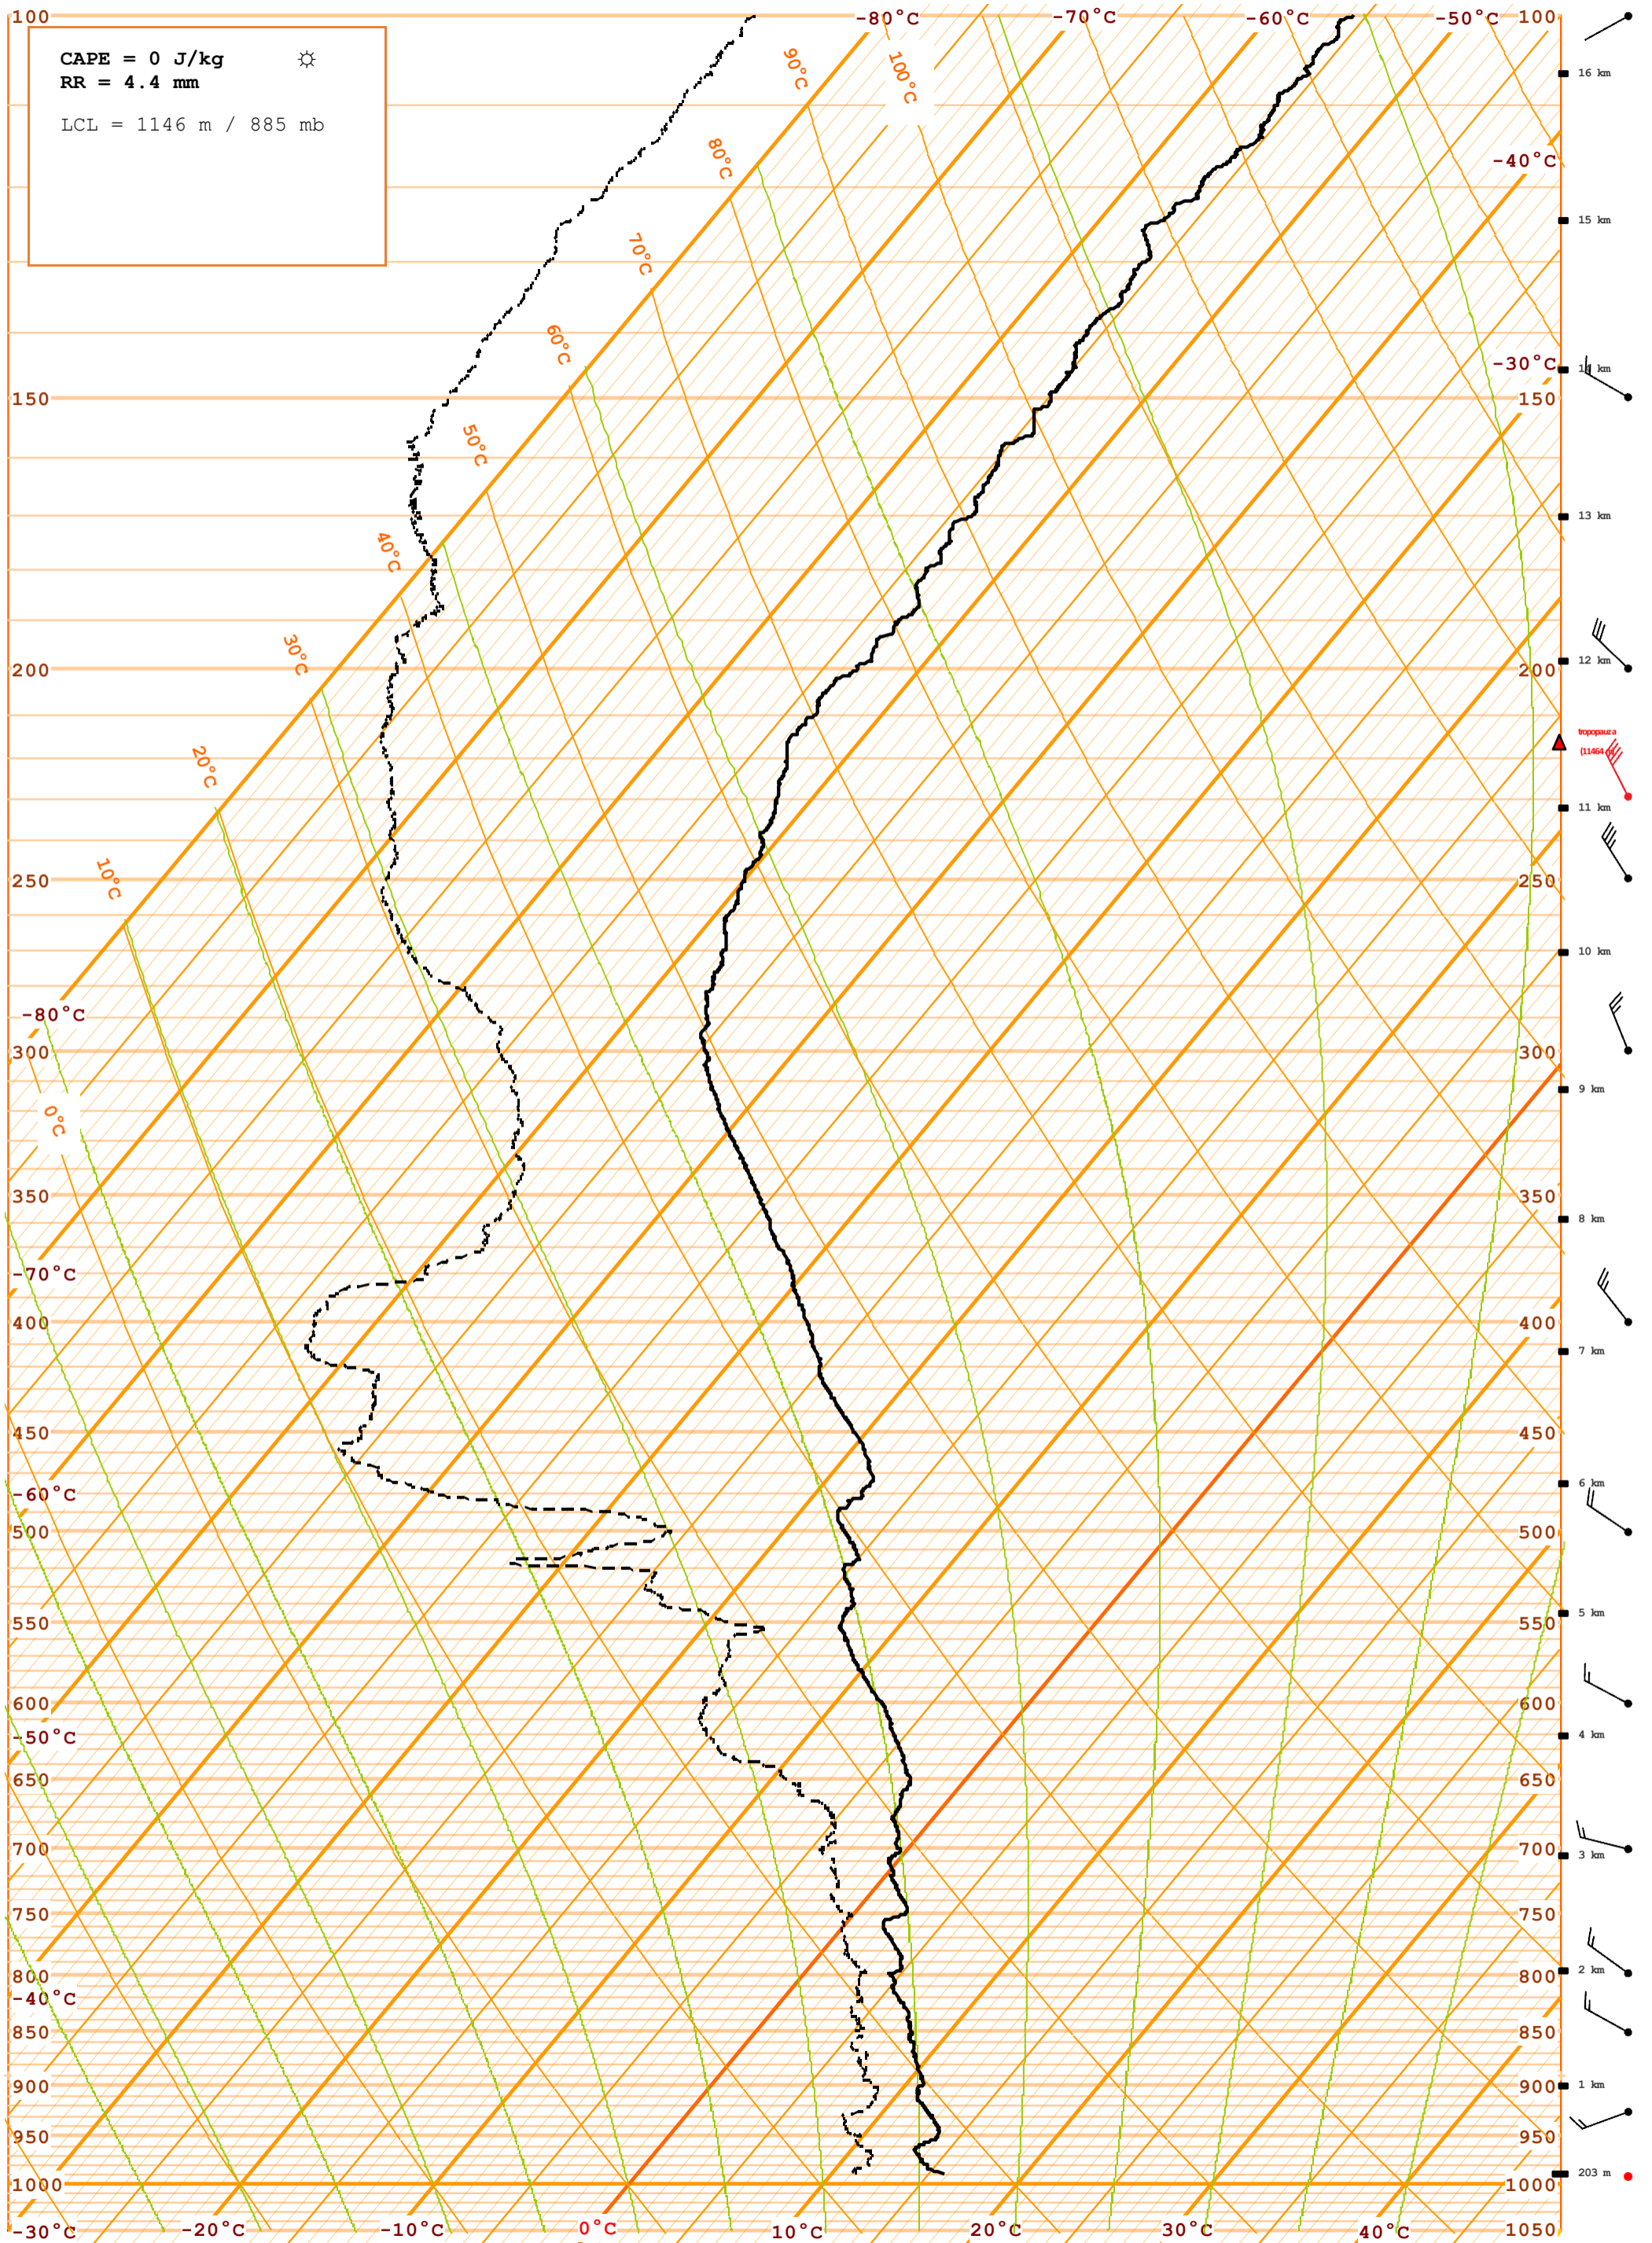 100 -80°C -70°C -60°C -50°C 100
CAPE = 0 J/kg ☼
RR = 4.4 mm
LCL = 1146 m / 885 mb
90°C 100°C
16 km
80°C
-40°C
15 km
70°C
60°C
-30°C
14 km
150 150
50°C
13 km
40°C
30°C
200 200
12 km
tropopauza
(11464 m)
20°C
11 km
10°C
250 250
10 km
-80°C
300 300
9 km
0°C
350 350
8 km
-70°C
400 400
7 km
450 450
6 km
-60°C
500 500
5 km
550 550
600 600
4 km
-50°C
650 650
700 700
3 km
750 750
2 km
800 800
-40°C
850 850
900 900
1 km
950 950
203 m
1000 1000
-30°C -20°C -10°C 0°C 10°C 20°C 30°C 40°C 1050